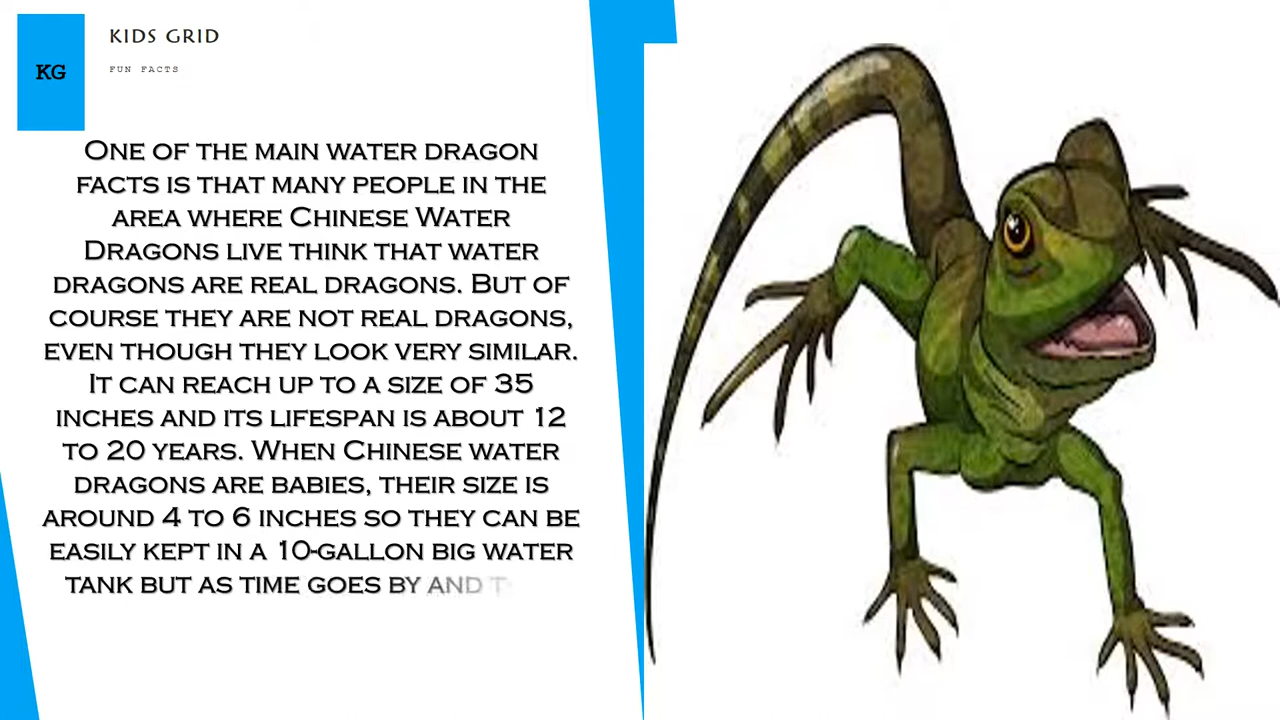 KIDS GRID
KG
FUN FACTS
One of the main water dragon
facts is that many people in the
area where Chinese Water
Dragons live think that water
dragons are real dragons. But of
course they are not real dragons,
even though they look very similar.
It can reach up to a size of 35
inches and its lifespan is about 12
to 20 years. When Chinese water
dragons are babies, their size is
around 4 to 6 inches so they can be
easily kept in a 10-gallon big water
tank but as time goes by and